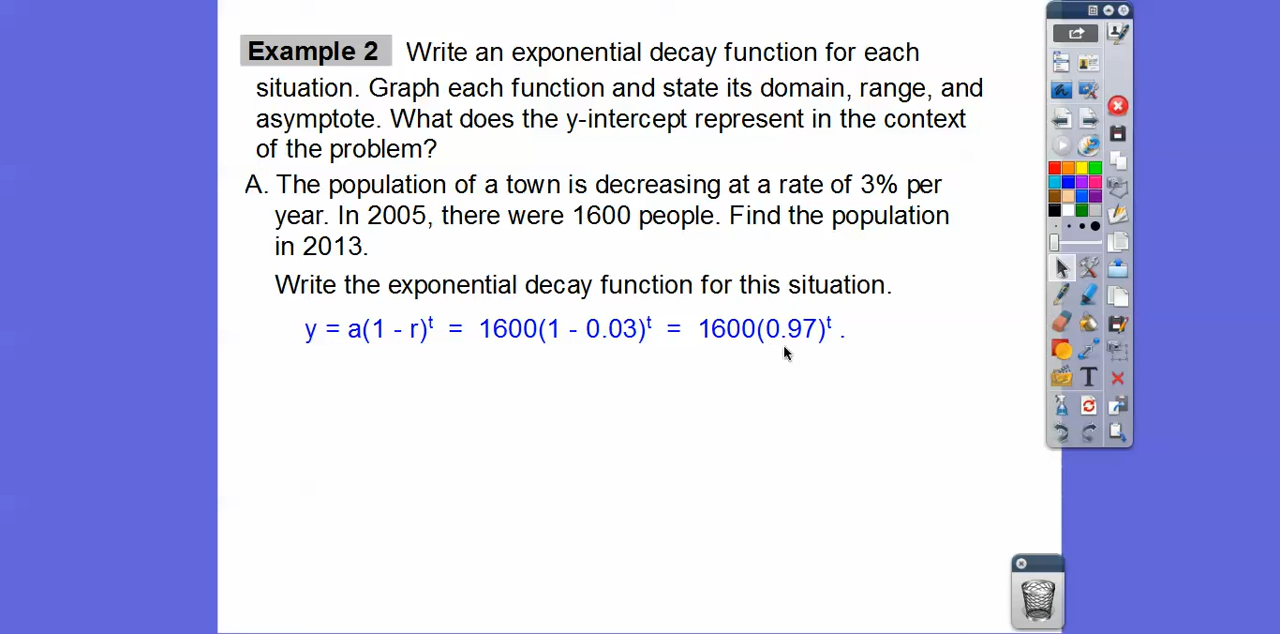 Example 2 Write an exponential decay function for each
situation. Graph each function and state its domain, range, and
asymptote. What does the y-intercept represent in the context
of the problem?
A. The population of a town is decreasing at a rate of 3% per
year. In 2005, there were 1600 people. Find the population
in 2013.
Write the exponential decay function for this situation.
y = a(1 - r)ᵗ = 1600(1 - 0.03)ᵗ = 1600(0.97)ᵗ .
T